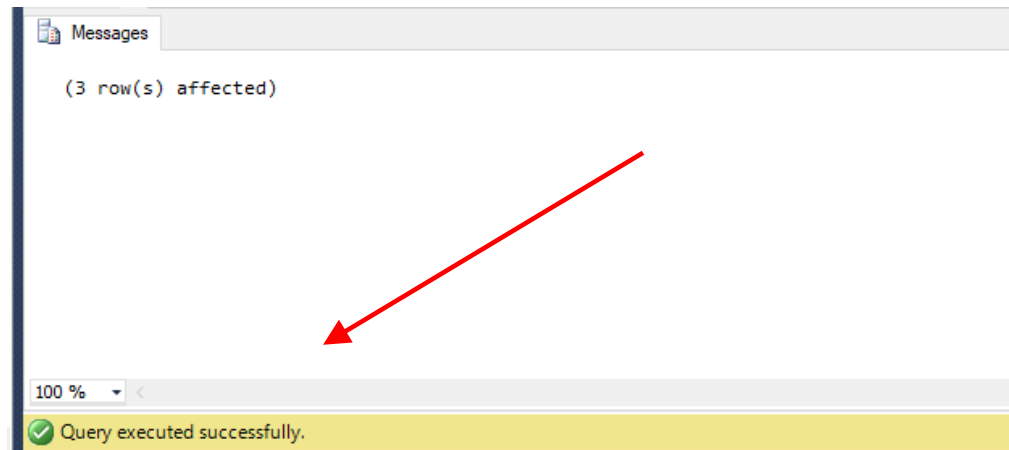 Messages
(3 row(s) affected)
100 %
Query executed successfully.